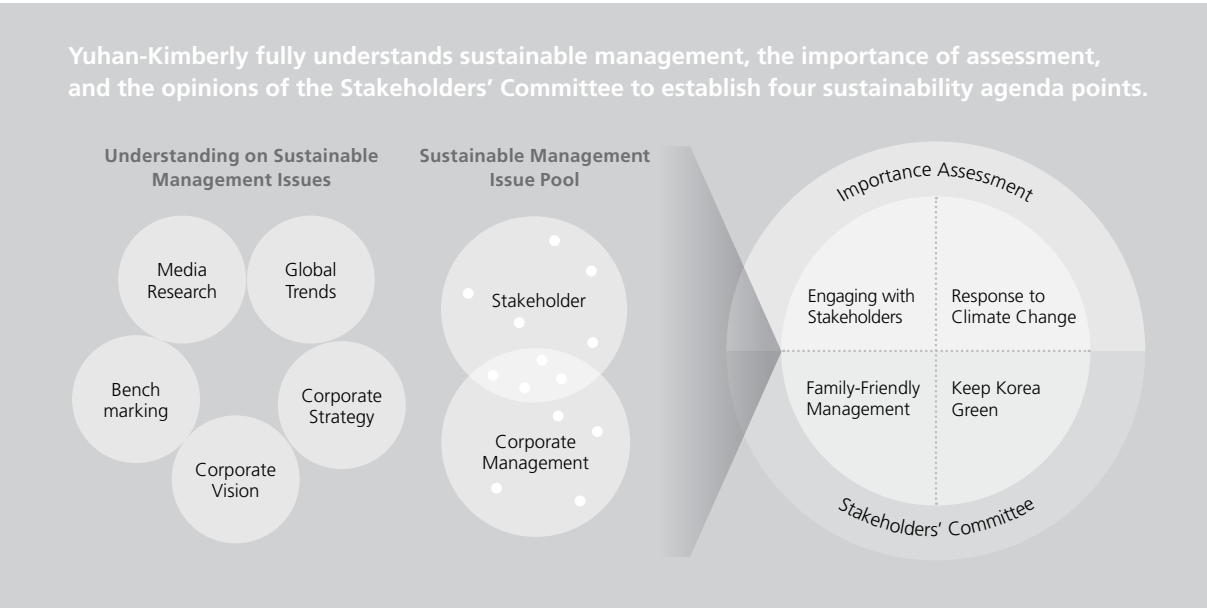 Yuhan-Kimberly fully understands sustainable management, the importance of assessment,
and the opinions of the Stakeholders’ Committee to establish four sustainability agenda points.
Understanding on Sustainable
Management Issues
Media
Research
Global
Trends
Bench
marking
Corporate
Strategy
Corporate
Vision
Sustainable Management
Issue Pool
Stakeholder
Corporate
Management
Importance Assessment
Engaging with
Stakeholders
Response to
Climate Change
Family-Friendly
Management
Keep Korea
Green
Stakeholders’ Committee